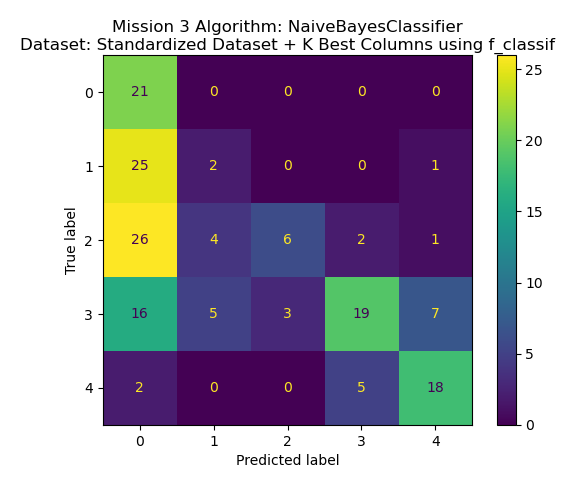 Mission 3 Algorithm: NaiveBayesClassifier
Dataset: Standardized Dataset + K Best Columns using f_classif
0 21 0 0 0 0
1 25 2 0 0 1
2 26 4 6 2 1
3 16 5 3 19 7
4 2 0 0 5 18
0 1 2 3 4
Predicted label
True label
25
20
15
10
5
0